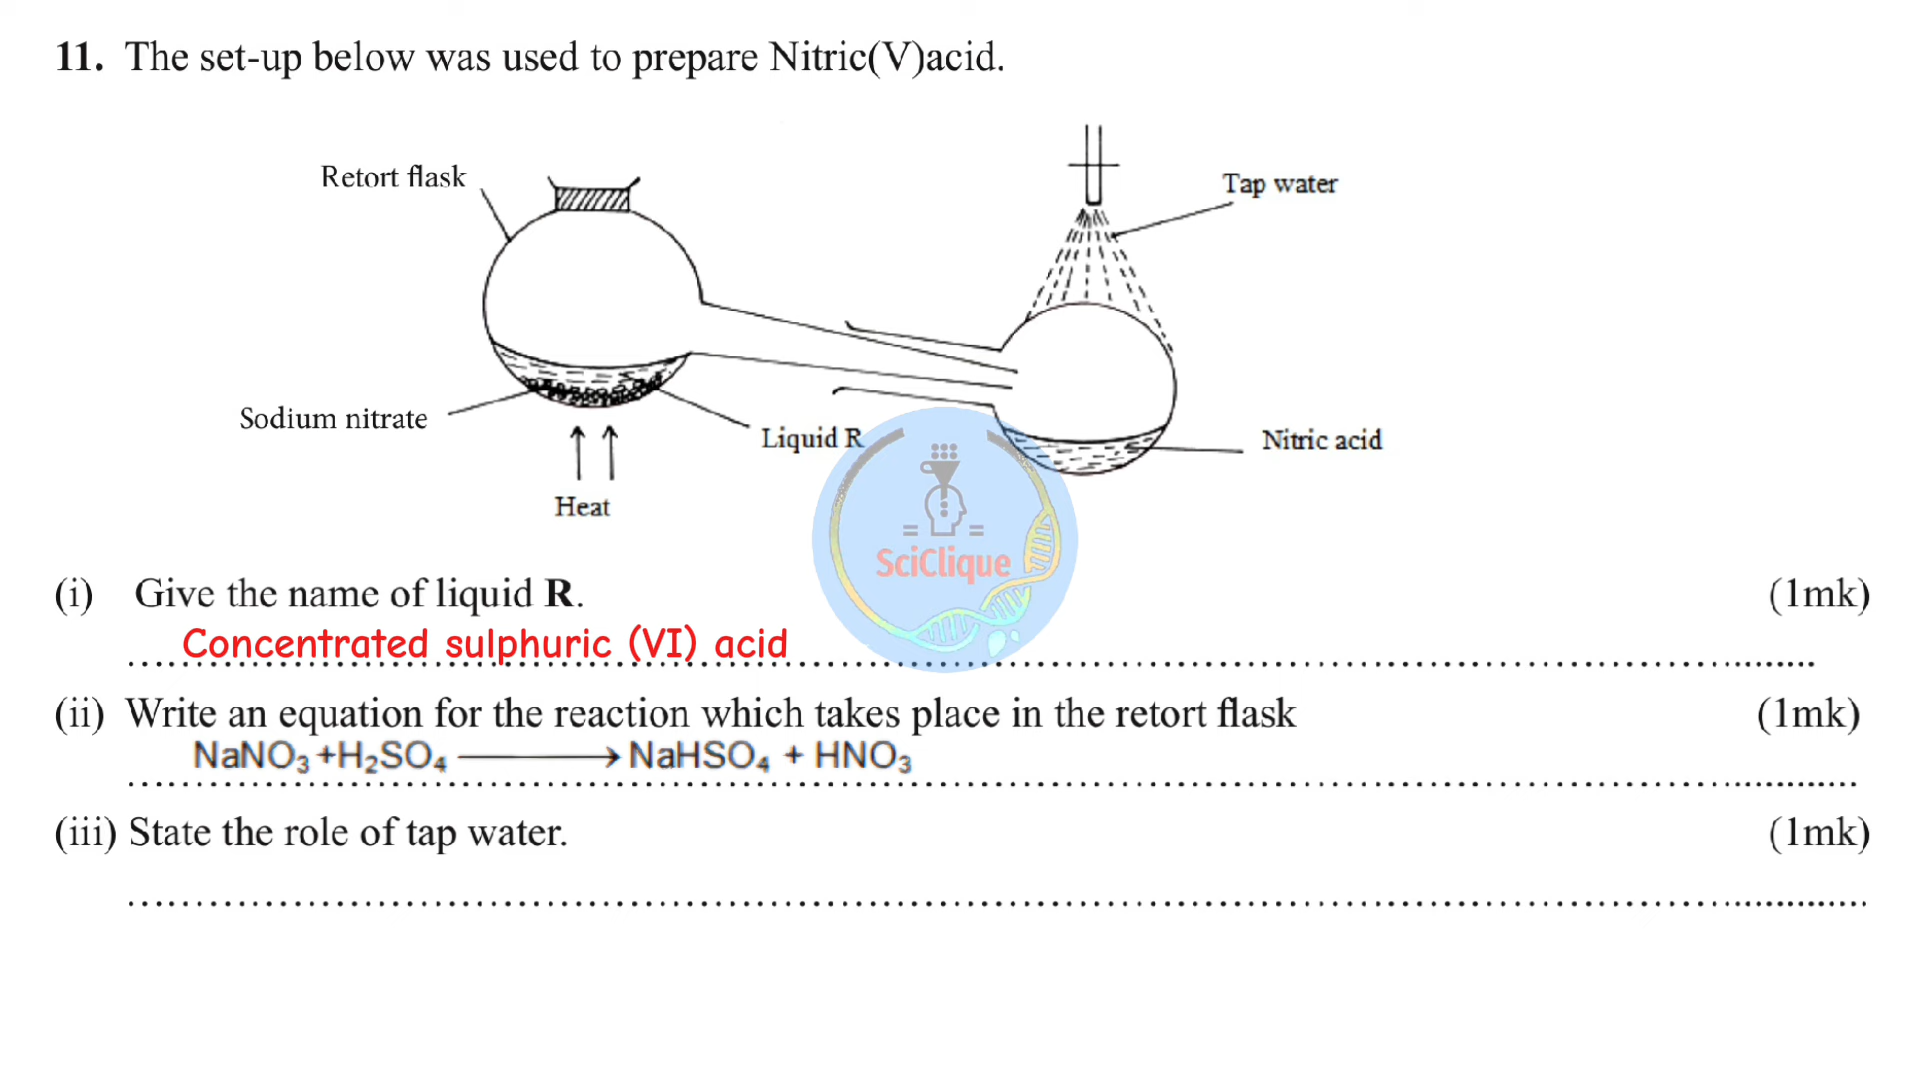 11. The set-up below was used to prepare Nitric(V)acid.
Retort flask
Tap water
Sodium nitrate
Liquid R
Nitric acid
Heat
SciClique
(i) Give the name of liquid R. (1mk)
Concentrated sulphuric (VI) acid
(ii) Write an equation for the reaction which takes place in the retort flask (1mk)
NaNO₃ +H₂SO₄ ⟶ NaHSO₄ + HNO₃
(iii) State the role of tap water. (1mk)